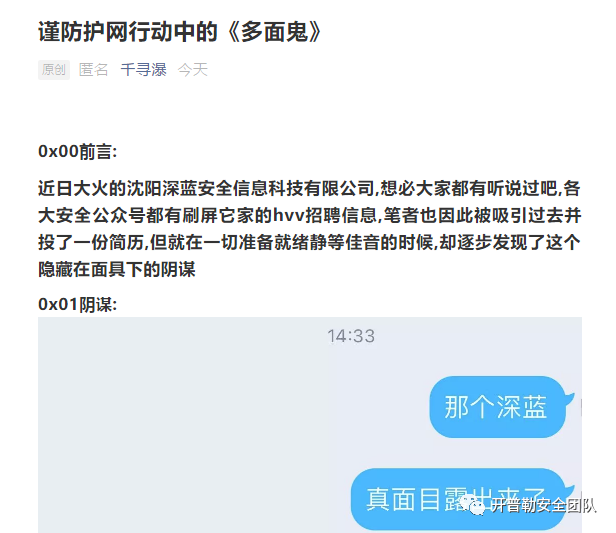 谨防护网行动中的《多面鬼》
原创 匿名 千寻瀑 今天
0x00前言:
近日大火的沈阳深蓝安全信息科技有限公司,想必大家都有听说过吧,各
大安全公众号都有刷屏它家的hvv招聘信息,笔者也因此被吸引过去并
投了一份简历,但就在一切准备就绪静等佳音的时候,却逐步发现了这个
隐藏在面具下的阴谋
0x01阴谋:
14:33
那个深蓝
真面目露出来了
开普勒安全团队